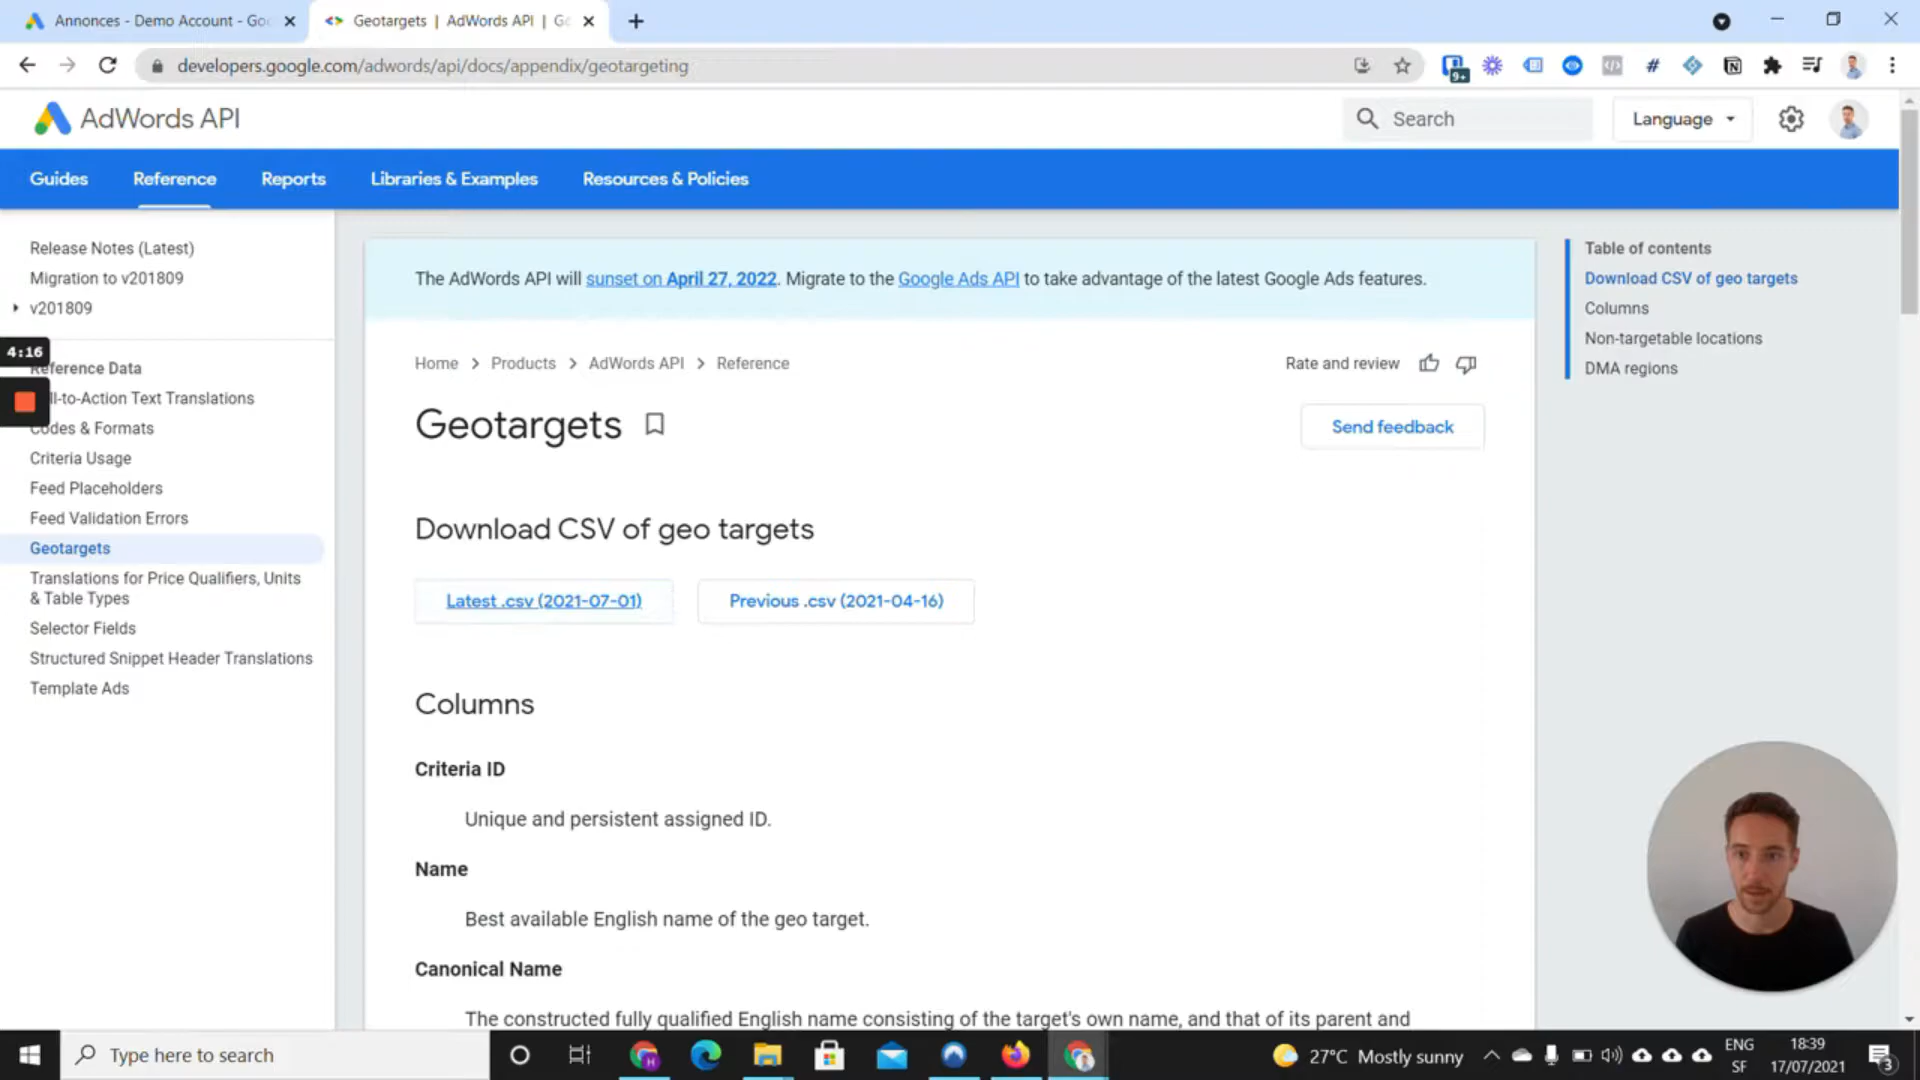 Annonces - Demo Account - Goo
Geotargets | AdWords API | Go
developers.google.com/adwords/api/docs/appendix/geotargeting
9+
AdWords API
Search
Language
Guides
Reference
Reports
Libraries & Examples
Resources & Policies
Release Notes (Latest)
Migration to v201809
v201809
4:16
Reference Data
ll-to-Action Text Translations
Codes & Formats
Criteria Usage
Feed Placeholders
Feed Validation Errors
Geotargets
Translations for Price Qualifiers, Units
& Table Types
Selector Fields
Structured Snippet Header Translations
Template Ads
The AdWords API will sunset on April 27, 2022. Migrate to the Google Ads API to take advantage of the latest Google Ads features.
Home > Products > AdWords API > Reference
Rate and review
Geotargets
Send feedback
Download CSV of geo targets
Latest .csv (2021-07-01)
Previous .csv (2021-04-16)
Columns
Criteria ID
Unique and persistent assigned ID.
Name
Best available English name of the geo target.
Canonical Name
The constructed fully qualified English name consisting of the target's own name, and that of its parent and
Table of contents
Download CSV of geo targets
Columns
Non-targetable locations
DMA regions
Type here to search
H
27°C Mostly sunny
ENG
SF
18:39
17/07/2021
3